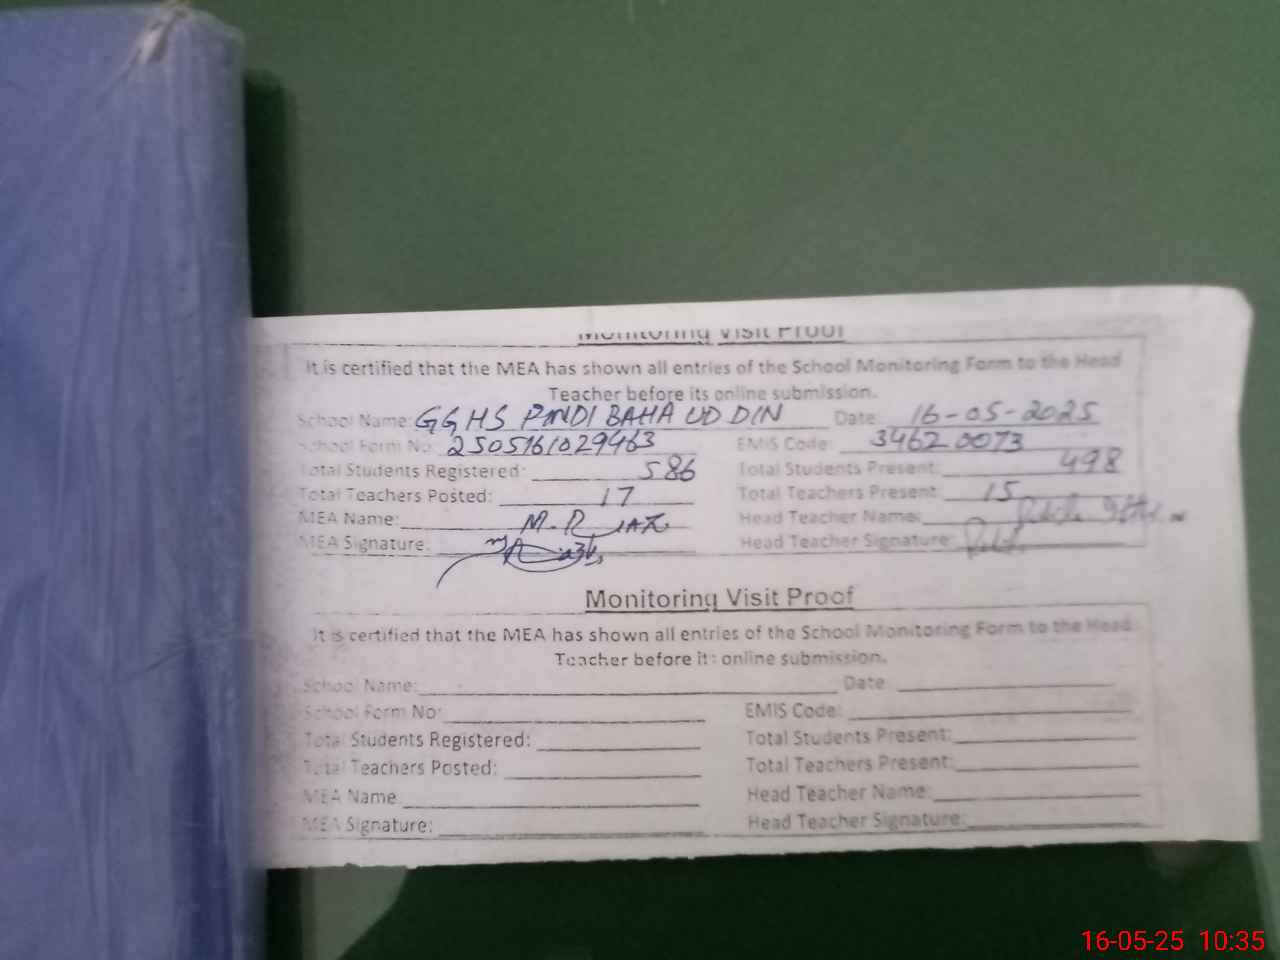 Monitoring Visit Proof
It is certified that the MEA has shown all entries of the School Monitoring Form to the Head
Teacher before its online submission.
School Name: GGHS PINDI BAHA UD DIN Date: 16-05-2025
School Form No: 2505161029463 EMIS Code: 34620073
Total Students Registered: 586 Total Students Present: 498
Total Teachers Posted: 17 Total Teachers Present: 15
MEA Name: M. R
MEA Signature: Head Teacher Name:
Head Teacher Signature:
Monitoring Visit Proof
It is certified that the MEA has shown all entries of the School Monitoring Form to the Head
Teacher before its online submission.
School Name: Date:
School Form No: EMIS Code:
Total Students Registered: Total Students Present:
Total Teachers Posted: Total Teachers Present:
MEA Name Head Teacher Name:
MEA Signature: Head Teacher Signature:
16-05-25 10:35